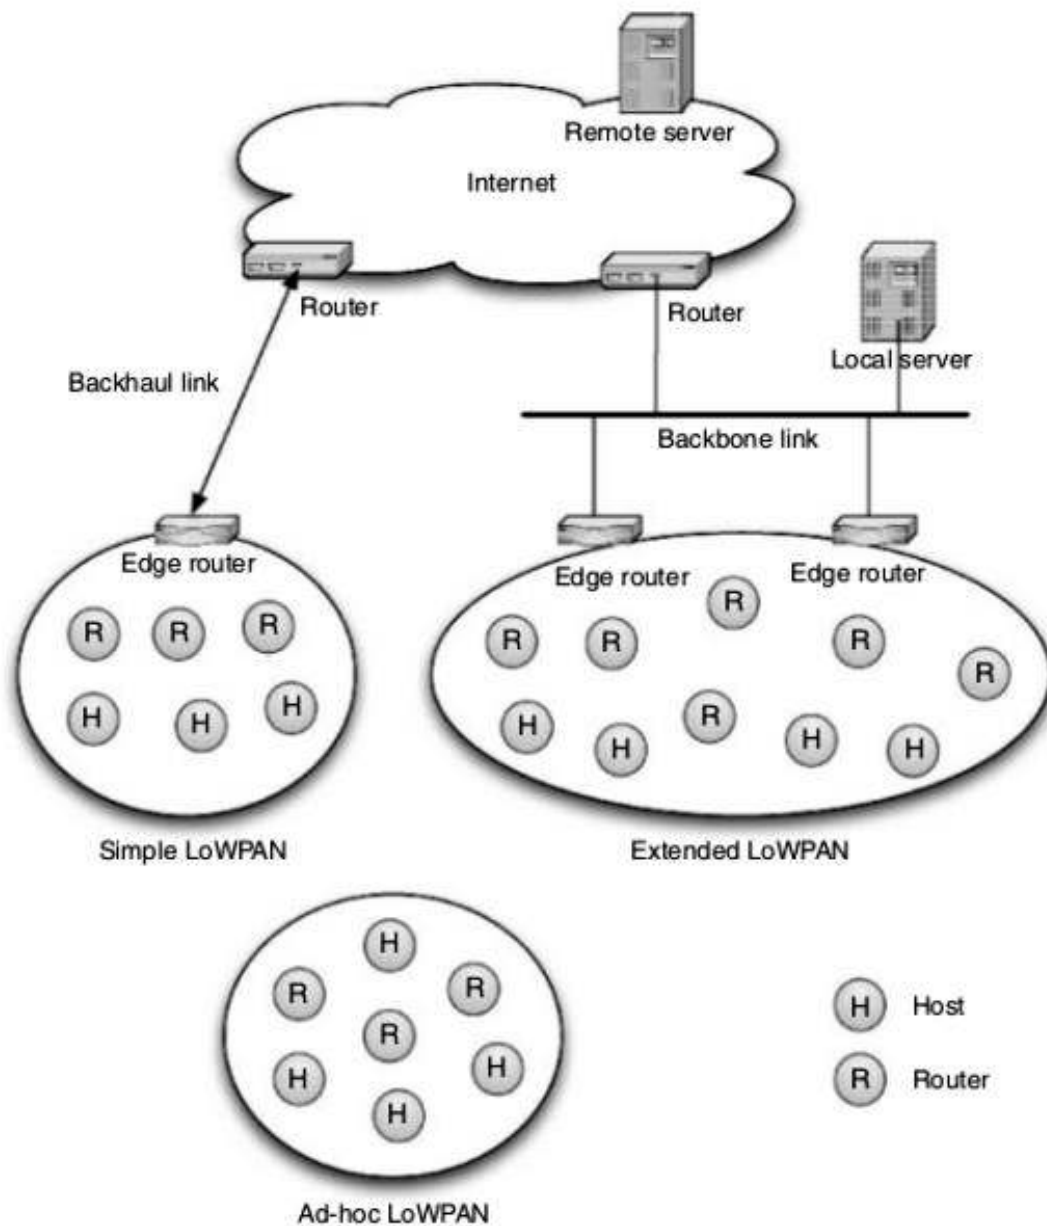 Remote server
Internet
Router
Router
Local server
Backhaul link
Backbone link
Edge router
Edge router
Edge router
R
R
R
R
R
R
R
R
H
H
H
H
H
R
H
H
Simple LoWPAN
Extended LoWPAN
H
R
R
R
H
H
H
H Host
R Router
Ad-hoc LoWPAN